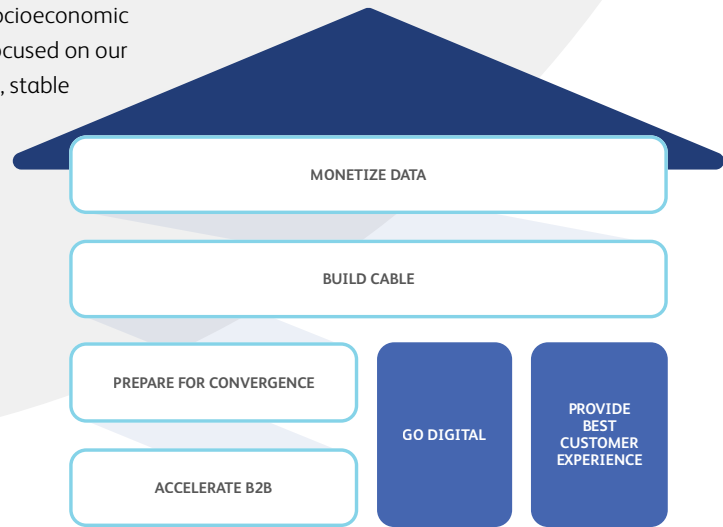 ocioeconomic
ocused on our
, stable
MONETIZE DATA
BUILD CABLE
PREPARE FOR CONVERGENCE
ACCELERATE B2B
GO DIGITAL
PROVIDE
BEST
CUSTOMER
EXPERIENCE